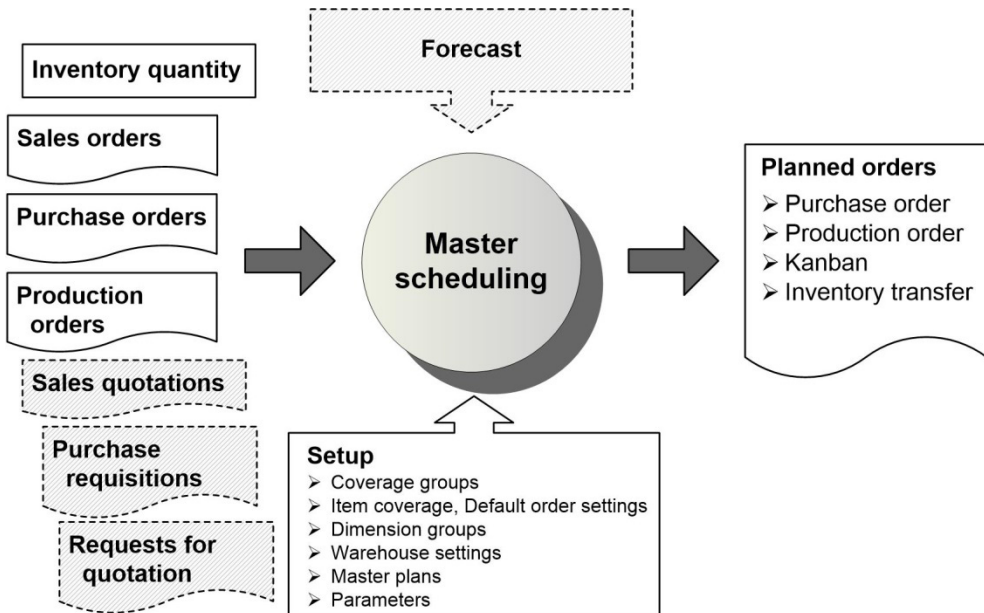 Inventory quantity
Sales orders
Purchase orders
Production
orders
Sales quotations
Purchase
requisitions
Requests for
quotation
Forecast
Master
scheduling
Setup
➢ Coverage groups
➢ Item coverage, Default order settings
➢ Dimension groups
➢ Warehouse settings
➢ Master plans
➢ Parameters
Planned orders
➢ Purchase order
➢ Production order
➢ Kanban
➢ Inventory transfer